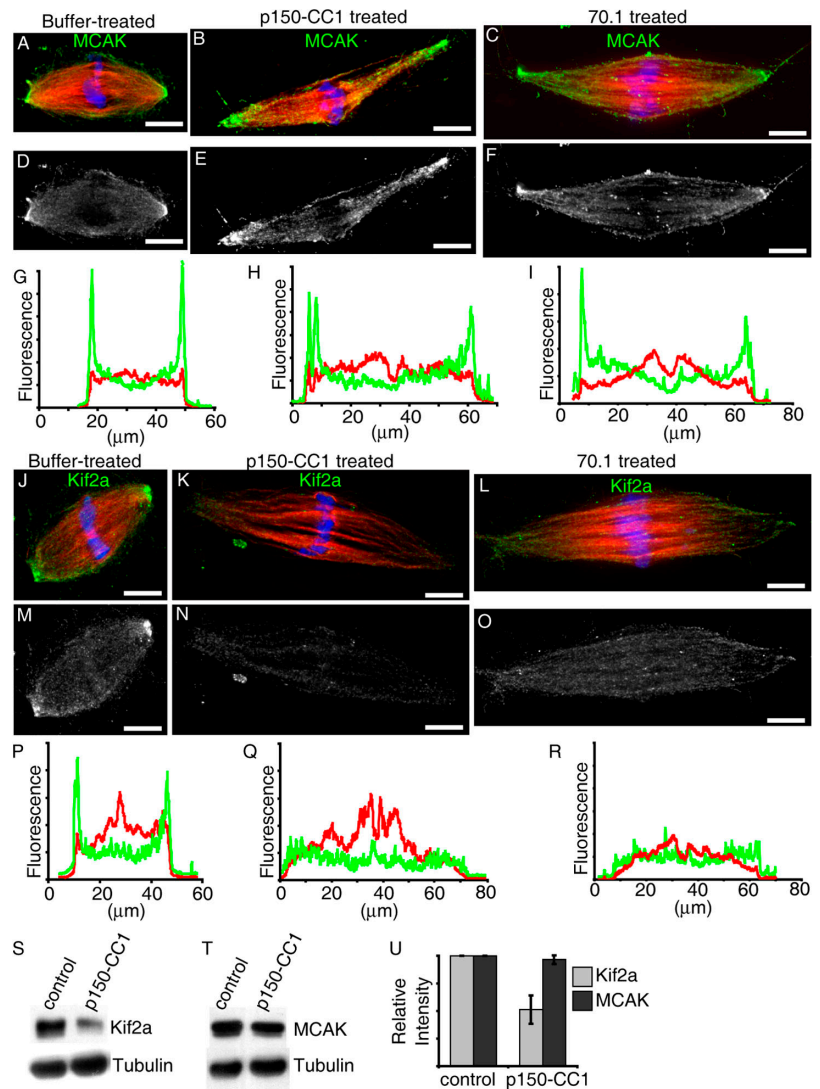 Buffer-treated p150-CC1 treated 70.1 treated
A MCAK B MCAK C MCAK
D E F
G H I
Fluorescence Fluorescence Fluorescence
0 20 40 60 0 20 40 60 0 20 40 60 80
(μm) (μm) (μm)
Buffer-treated p150-CC1 treated 70.1 treated
J Kif2a K Kif2a L Kif2a
M N O
P Q R
Fluorescence Fluorescence Fluorescence
0 20 40 60 0 20 40 60 80 0 20 40 60 80
(μm) (μm) (μm)
S control p150-CC1 T control p150-CC1 U
Kif2a MCAK
Tubulin Tubulin
Relative
Intensity
Kif2a
MCAK
control p150-CC1